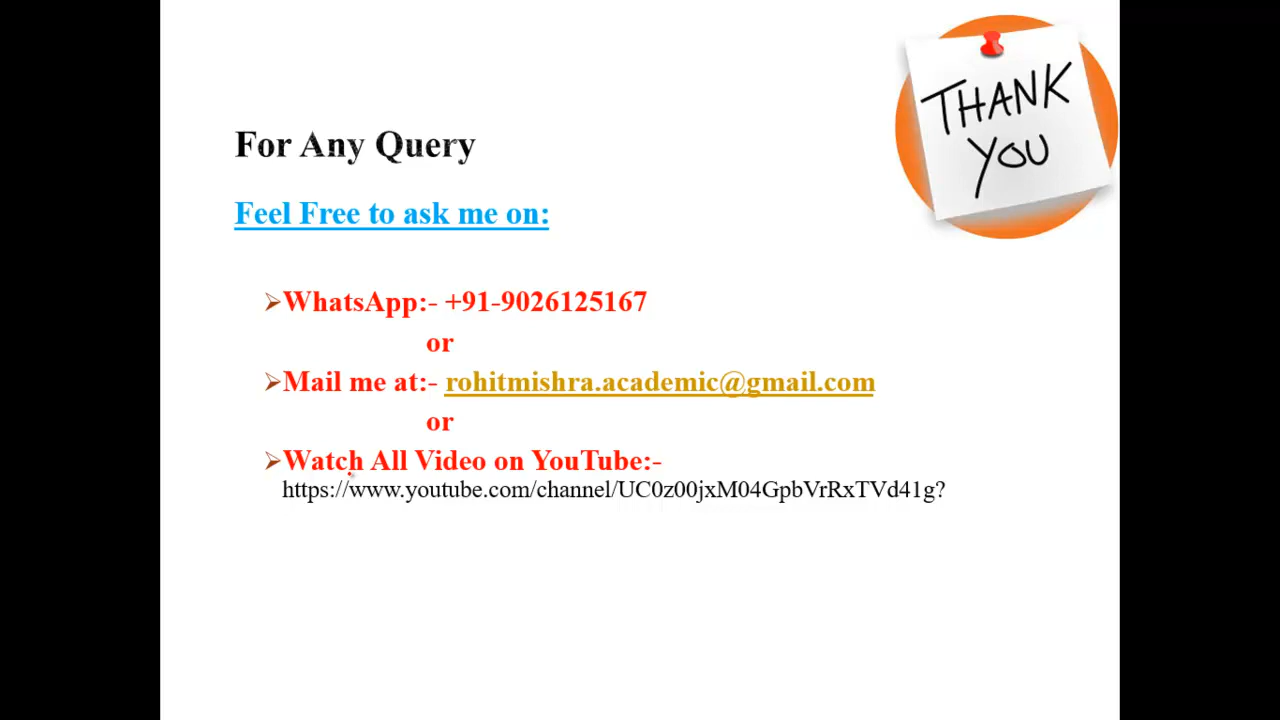 THANK
YOU
For Any Query
Feel Free to ask me on:
➢WhatsApp:- +91-9026125167
or
➢Mail me at:- rohitmishra.academic@gmail.com
or
➢Watch All Video on YouTube:-
https://www.youtube.com/channel/UC0z00jxM04GpbVrRxTVd41g?